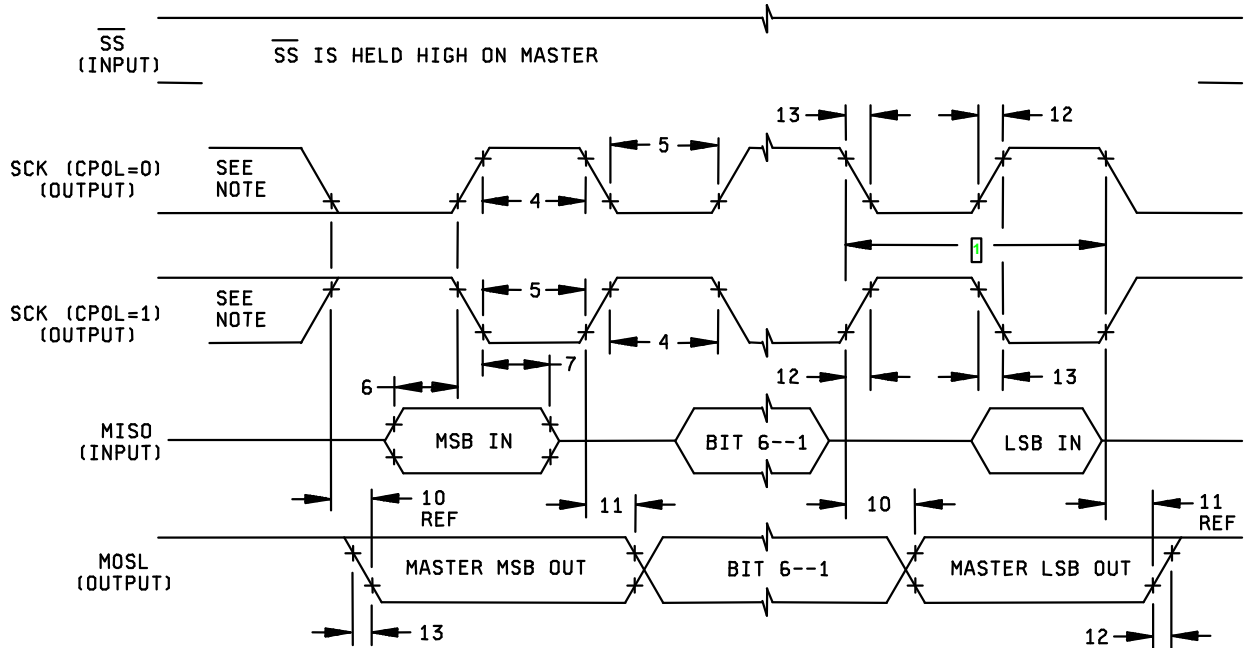 SS
(INPUT)
SS IS HELD HIGH ON MASTER
13
12
SCK (CPOL=0)
(OUTPUT)
SEE
NOTE
5
4
1
SCK (CPOL=1)
(OUTPUT)
SEE
NOTE
5
4
7
6
12
13
MISO
(INPUT)
MSB IN
BIT 6--1
LSB IN
10
REF
11
10
11
REF
MOSL
(OUTPUT)
MASTER MSB OUT
BIT 6--1
MASTER LSB OUT
13
12